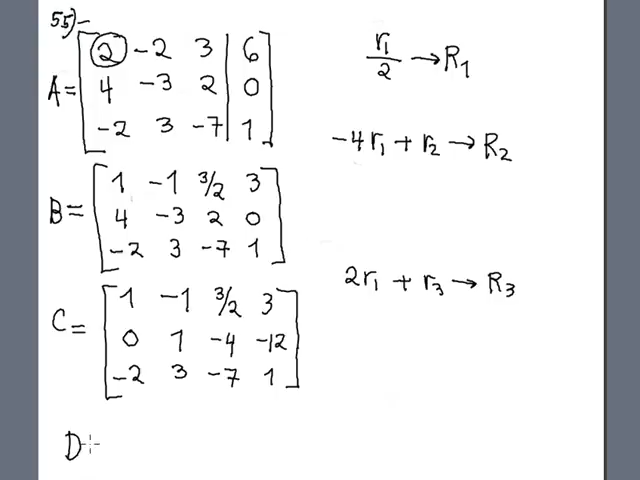 55)-
A = [ 2 -2 3 | 6
4 -3 2 | 0
-2 3 -7 | 1 ]
r₁/2 → R₁
-4r₁ + r₂ → R₂
B = [ 1 -1 3/2 3
4 -3 2 0
-2 3 -7 1 ]
C = [ 1 -1 3/2 3
0 1 -4 -12
-2 3 -7 1 ]
2r₁ + r₃ → R₃
D